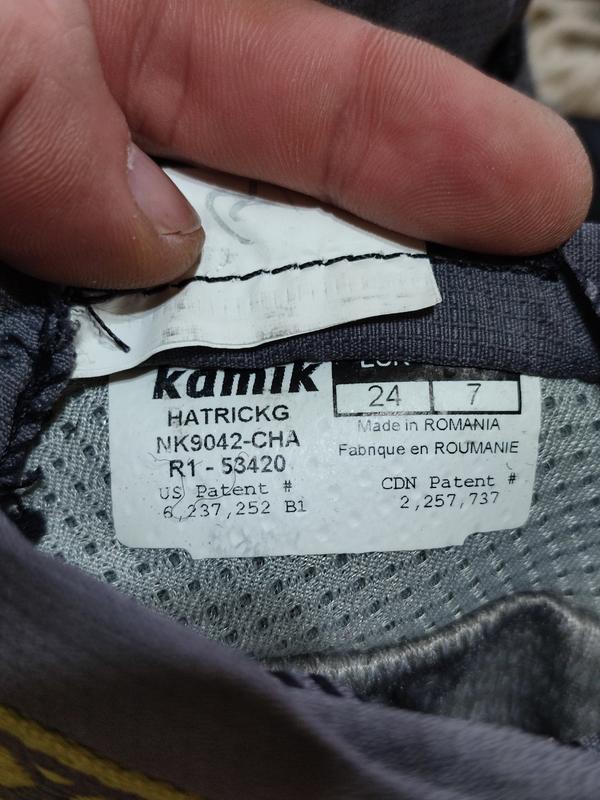 kamik
HATRICKG
NK9042-CHA
R1 - 53420
US Patent #
6,237,252 B1
24 7
Made in ROMANIA
Fabrique en ROUMANIE
CDN Patent #
2,257,737